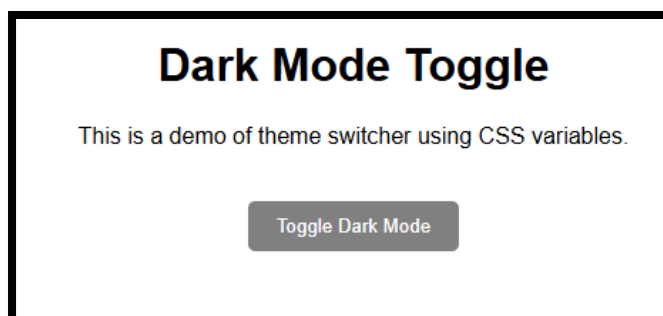 Dark Mode Toggle
This is a demo of theme switcher using CSS variables.
Toggle Dark Mode